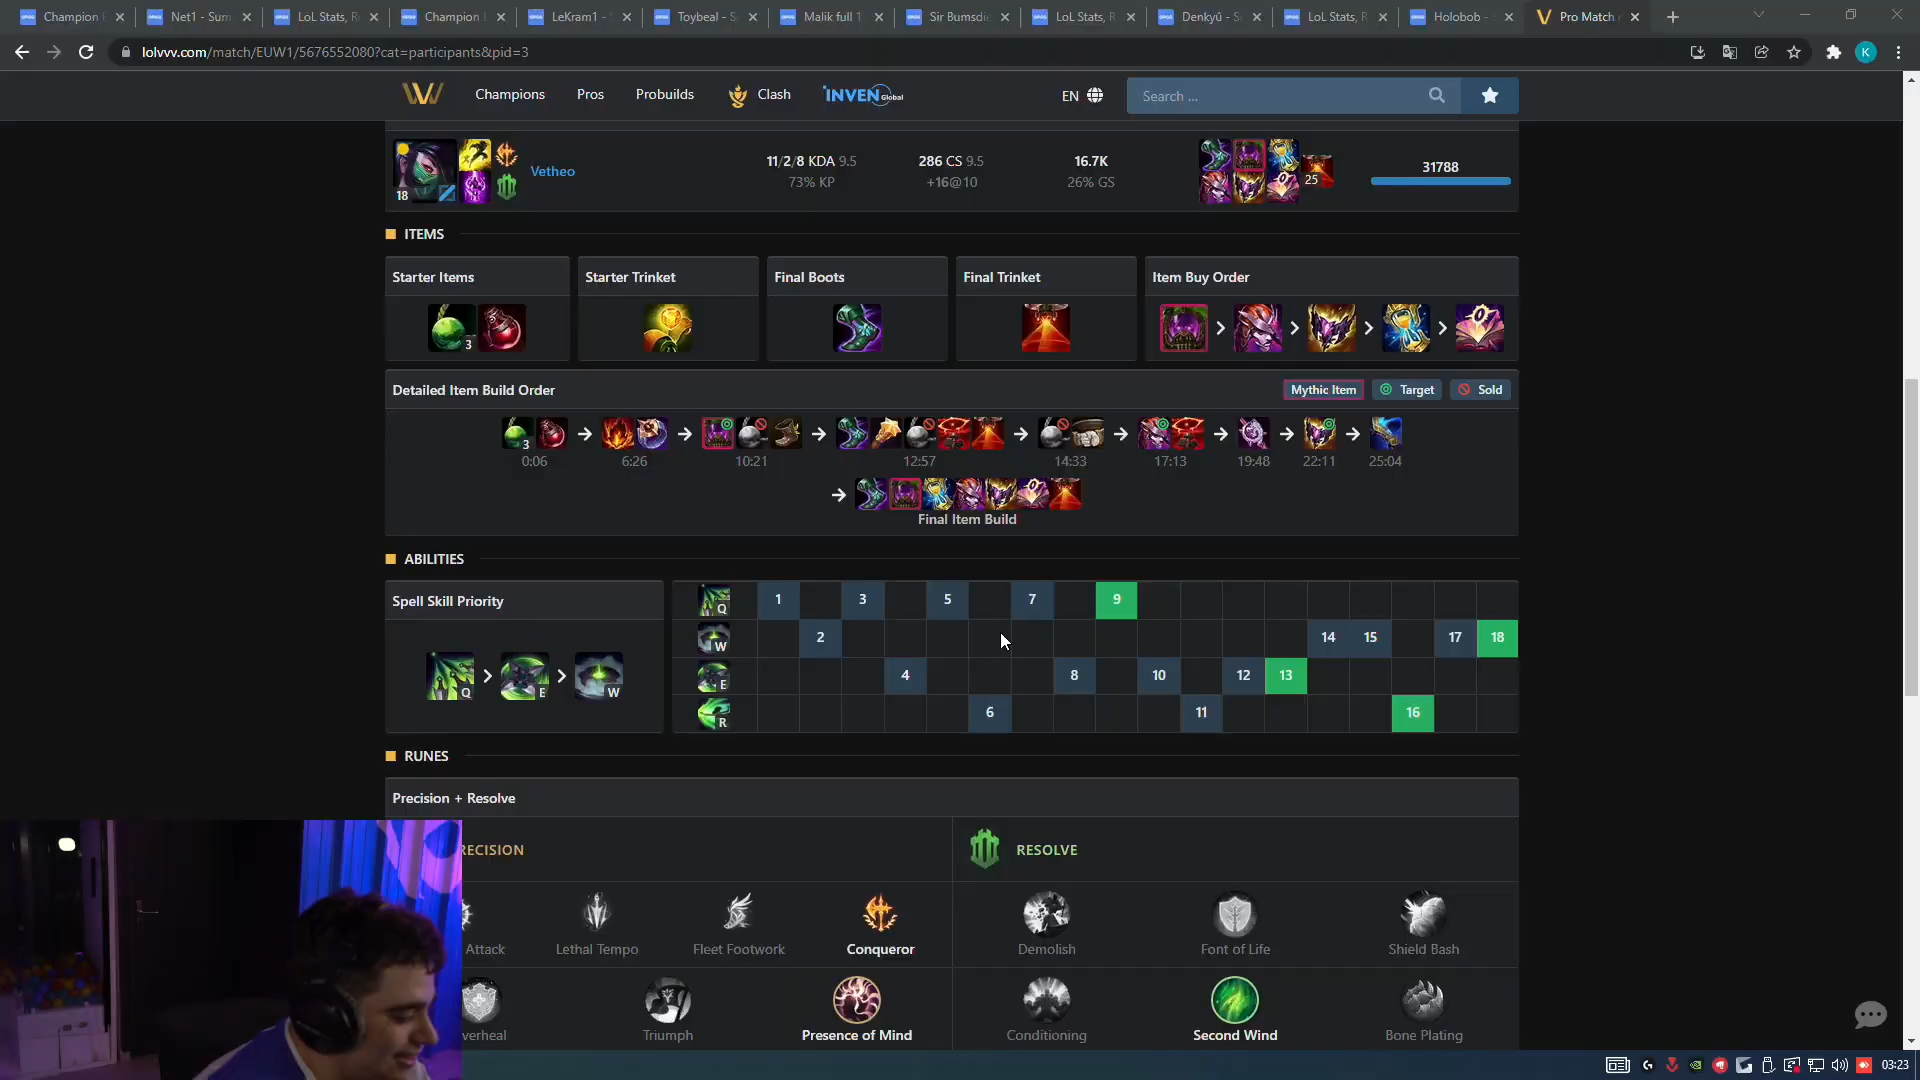 Champion
Net1 - Sum
LoL Stats, R
Champion
LeKram1 -
Toybeal - S
Malik full 1
Sir Bumsdie
LoL Stats, R
Denkyū - S
LoL Stats, R
Holobob -
Pro Match
lolvvv.com/match/EUW1/5676552080?cat=participants&pid=3
K
Champions
Pros
Probuilds
Clash
INVEN Global
EN
Search ...
18
Vetheo
11/2/8 KDA 9.5
73% KP
286 CS 9.5
+16@10
16.7K
26% GS
25
31788
ITEMS
Starter Items
Starter Trinket
Final Boots
Final Trinket
Item Buy Order
3
Detailed Item Build Order
Mythic Item
Target
Sold
3
0:06
6:26
10:21
12:57
14:33
17:13
19:48
22:11
25:04
Final Item Build
ABILITIES
Spell Skill Priority
Q
E
W
Q 1 3 5 7 9
W 2 14 15 17 18
E 4 8 10 12 13
R 6 11 16
RUNES
Precision + Resolve
RECISION
RESOLVE
Attack
Lethal Tempo
Fleet Footwork
Conqueror
Demolish
Font of Life
Shield Bash
verheal
Triumph
Presence of Mind
Conditioning
Second Wind
Bone Plating
03:23